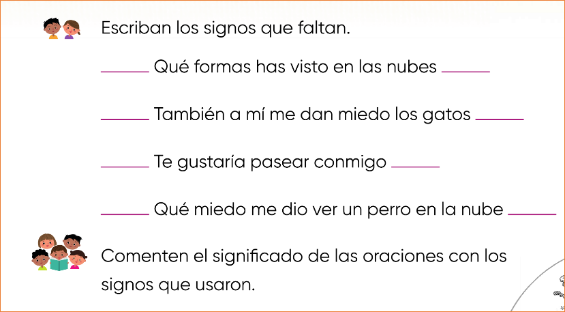 Escriban los signos que faltan.
______ Qué formas has visto en las nubes ______
______ También a mí me dan miedo los gatos ______
______ Te gustaría pasear conmigo ______
______ Qué miedo me dio ver un perro en la nube ______
Comenten el significado de las oraciones con los
signos que usaron.